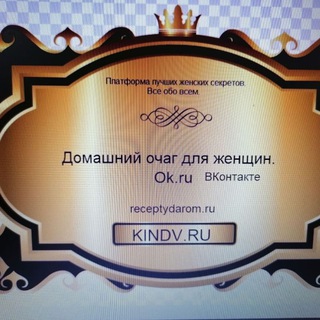 Платформа лучших женских секретов.
Все обо всем.
Домашний очаг для женщин.
Ok.ru ВКонтакте
receptydarom.ru
KINDV.RU